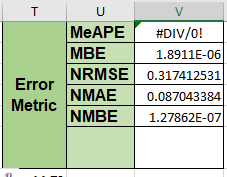 T U V
MeAPE #DIV/0!
MBE 1.8911E-06
NRMSE 0.317412531
Error Metric
NMAE 0.087043384
NMBE 1.27862E-07